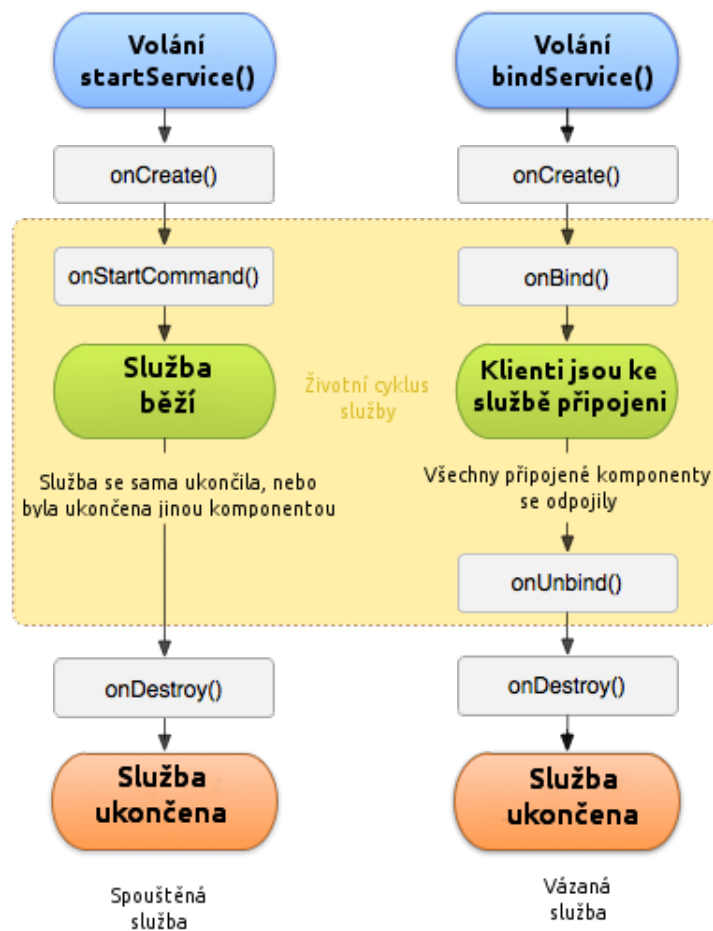 Volání
startService()
onCreate()
onStartCommand()
Služba
běží
Služba se sama ukončila, nebo
byla ukončena jinou komponentou
onDestroy()
Služba
ukončena
Spouštěná
služba
Životní cyklus
služby
Volání
bindService()
onCreate()
onBind()
Klienti jsou ke
službě připojeni
Všechny připojené komponenty
se odpojily
onUnbind()
onDestroy()
Služba
ukončena
Vázaná
služba